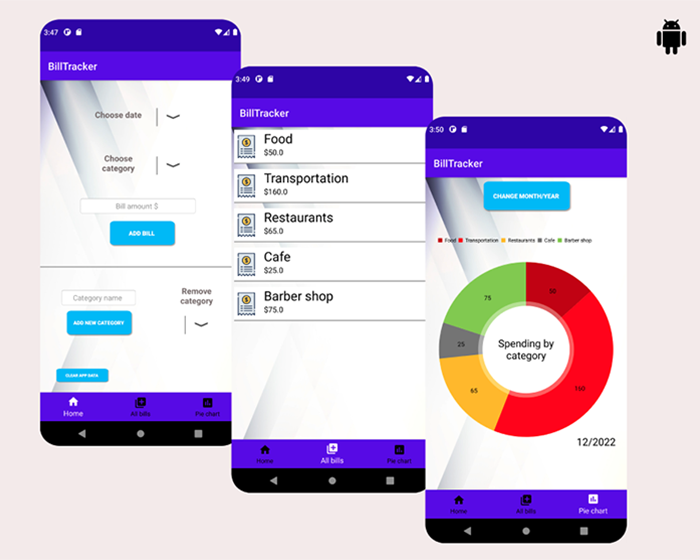 3:47
BillTracker
Choose date
Choose
category
Bill amount $
ADD BILL
Category name
Remove
category
ADD NEW CATEGORY
CLEAR APP DATA
Home
All bills
Pie chart
3:49
BillTracker
Food
$50.0
Transportation
$160.0
Restaurants
$65.0
Cafe
$25.0
Barber shop
$75.0
Home
All bills
Pie chart
3:50
BillTracker
CHANGE MONTH/YEAR
Food Transportation Restaurants Cafe Barber shop
75
50
25
Spending by
category
65
160
12/2022
Home
All bills
Pie chart